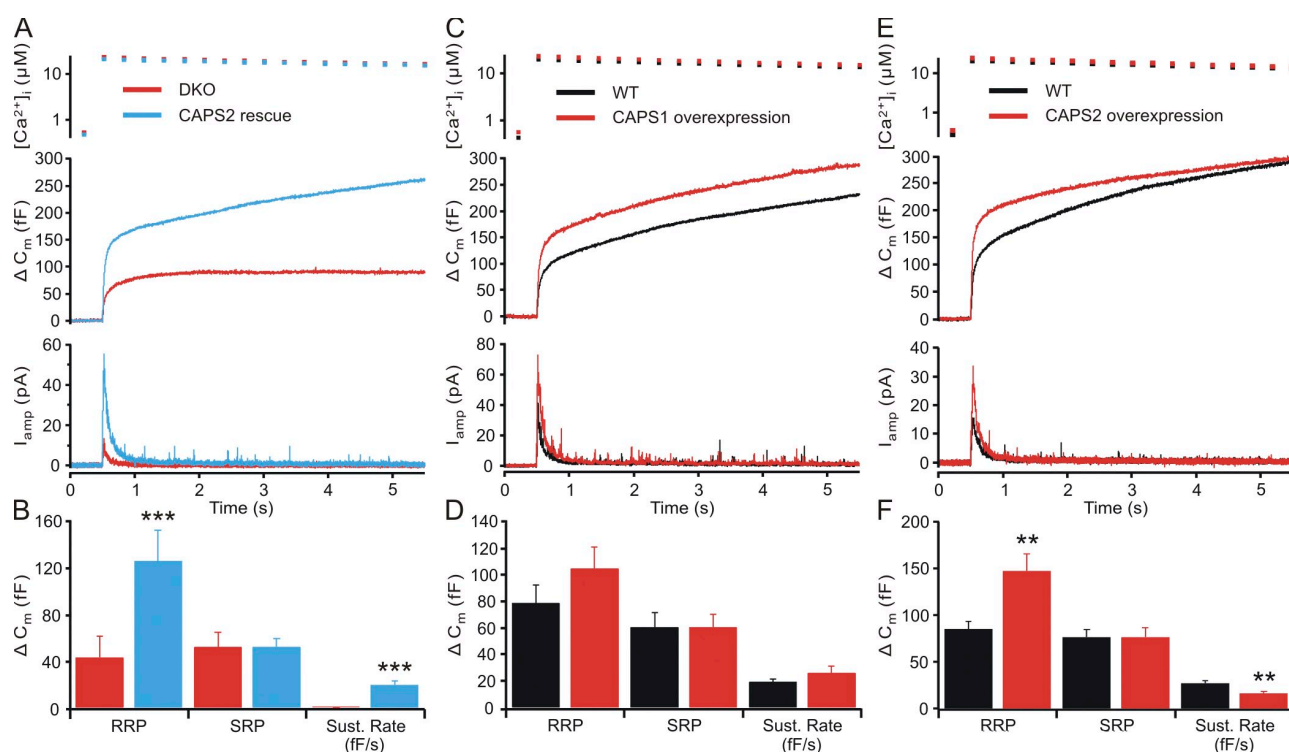 A
[Ca²⁺]ᵢ (µM)
10
1
DKO
CAPS2 rescue
Δ Cₘ (fF)
300
250
200
150
100
50
0
I_amp (pA)
60
40
20
0
0 1 2 3 4 5
Time (s)
B
Δ Cₘ (fF)
160
120
80
40
0
***
***
RRP SRP Sust. Rate
(fF/s)
C
[Ca²⁺]ᵢ (µM)
10
1
WT
CAPS1 overexpression
Δ Cₘ (fF)
300
250
200
150
100
50
0
I_amp (pA)
80
60
40
20
0
0 1 2 3 4 5
Time (s)
D
Δ Cₘ (fF)
140
120
100
80
60
40
20
0
RRP SRP Sust. Rate
(fF/s)
E
[Ca²⁺]ᵢ (µM)
10
1
WT
CAPS2 overexpression
Δ Cₘ (fF)
300
250
200
150
100
50
0
I_amp (pA)
40
30
20
10
0
0 1 2 3 4 5
Time (s)
F
Δ Cₘ (fF)
200
150
100
50
0
**
**
RRP SRP Sust. Rate
(fF/s)